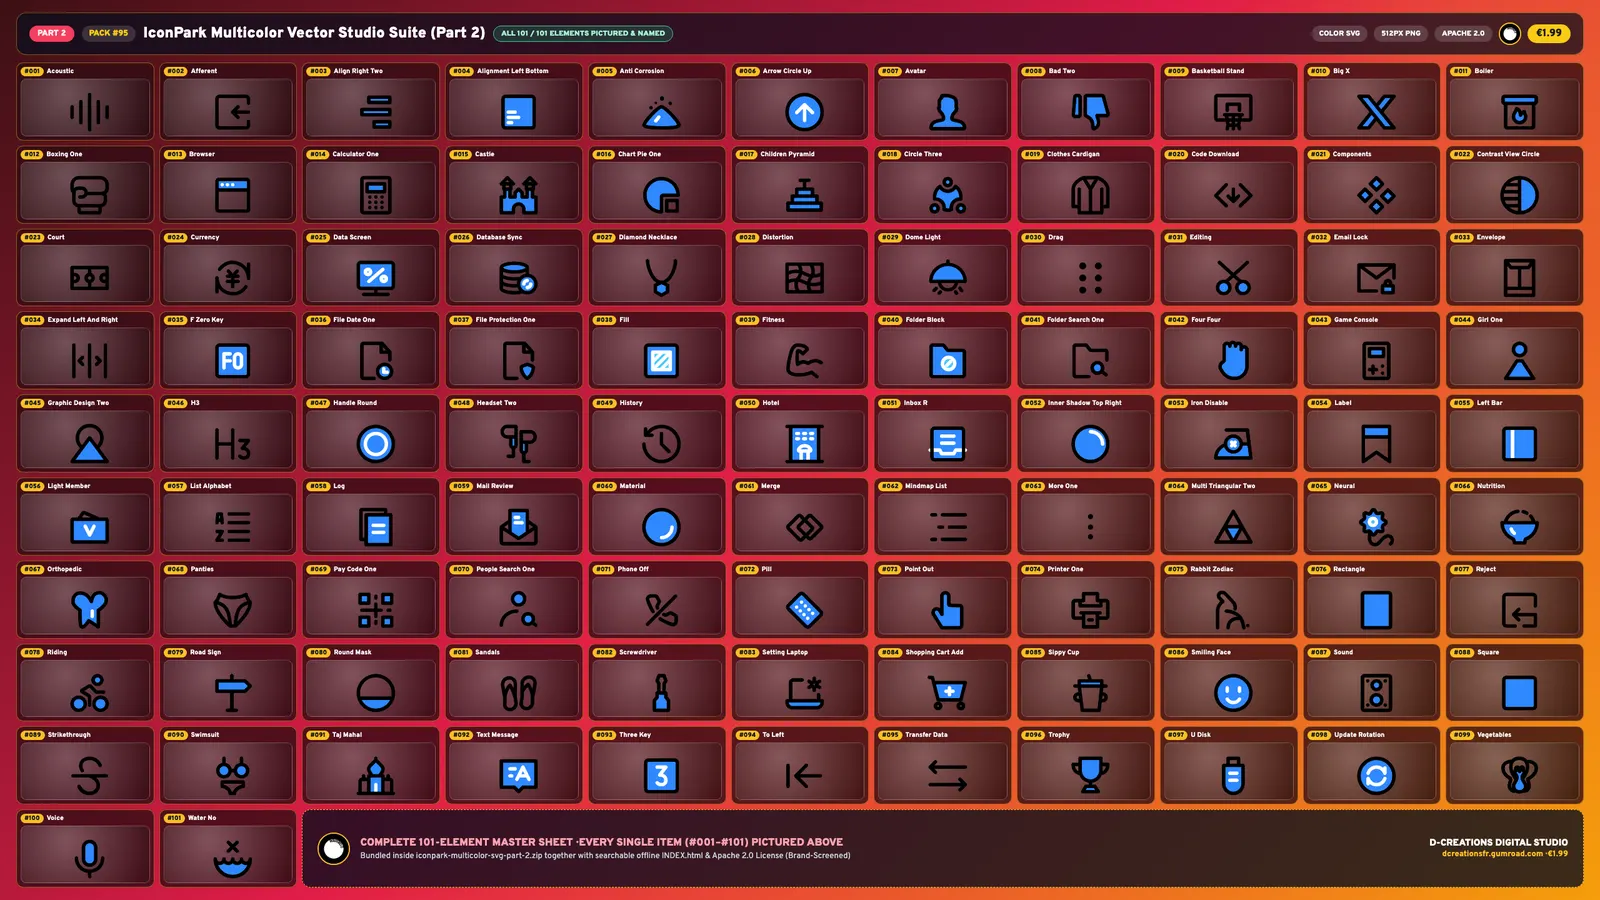 PART 2 PACK #95 IconPark Multicolor Vector Studio Suite (Part 2) ALL 101 / 101 ELEMENTS PICTURED & NAMED COLOR SVG 512PX PNG APACHE 2.0 €1.99
#001 Acoustic #002 Afferent #003 Align Right Two #004 Alignment Left Bottom #005 Anti Corrosion #006 Arrow Circle Up #007 Avatar #008 Bad Two #009 Basketball Stand #010 Big X #011 Boiler
#012 Boxing One #013 Browser #014 Calculator One #015 Castle #016 Chart Pie One #017 Children Pyramid #018 Circle Three #019 Clothes Cardigan #020 Code Download #021 Components #022 Contrast View Circle
#023 Court #024 Currency #025 Data Screen #026 Database Sync #027 Diamond Necklace #028 Distortion #029 Dome Light #030 Drag #031 Editing #032 Email Lock #033 Envelope
¥ %
#034 Expand Left And Right #035 F Zero Key #036 File Date One #037 File Protection One #038 Fill #039 Fitness #040 Folder Block #041 Folder Search One #042 Four Four #043 Game Console #044 Girl One
F0
#045 Graphic Design Two #046 H3 #047 Handle Round #048 Headset Two #049 History #050 Hotel #051 Inbox R #052 Inner Shadow Top Right #053 Iron Disable #054 Label #055 Left Bar
H3
#056 Light Member #057 List Alphabet #058 Log #059 Mail Review #060 Material #061 Merge #062 Mindmap List #063 More One #064 Multi Triangular Two #065 Neural #066 Nutrition
V A Z
#067 Orthopedic #068 Panties #069 Pay Code One #070 People Search One #071 Phone Off #072 Pill #073 Point Out #074 Printer One #075 Rabbit Zodiac #076 Rectangle #077 Reject
#078 Riding #079 Road Sign #080 Round Mask #081 Sandals #082 Screwdriver #083 Setting Laptop #084 Shopping Cart Add #085 Sippy Cup #086 Smiling Face #087 Sound #088 Square
#089 Strikethrough #090 Swimsuit #091 Taj Mahal #092 Text Message #093 Three Key #094 To Left #095 Transfer Data #096 Trophy #097 U Disk #098 Update Rotation #099 Vegetables
S A 3
#100 Voice #101 Water No
COMPLETE 101-ELEMENT MASTER SHEET · EVERY SINGLE ITEM (#001-#101) PICTURED ABOVE
Bundled inside iconpark-multicolor-svg-part-2.zip together with searchable offline INDEX.html & Apache 2.0 License (Brand-Screened)
D-CREATIONS DIGITAL STUDIO
dcreationsfr.gumroad.com · €1.99